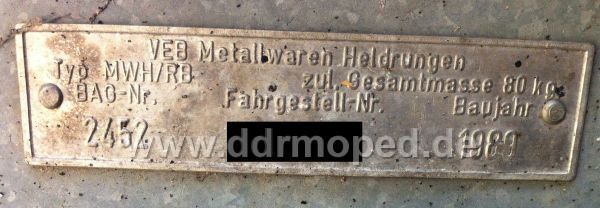 VEB Metallwaren Heldrungen
Typ MWH/RB zul. Gesamtmasse 80 kg
BAG-Nr. Fahrgestell-Nr. Baujahr
2452 1989
www.ddrmoped.de